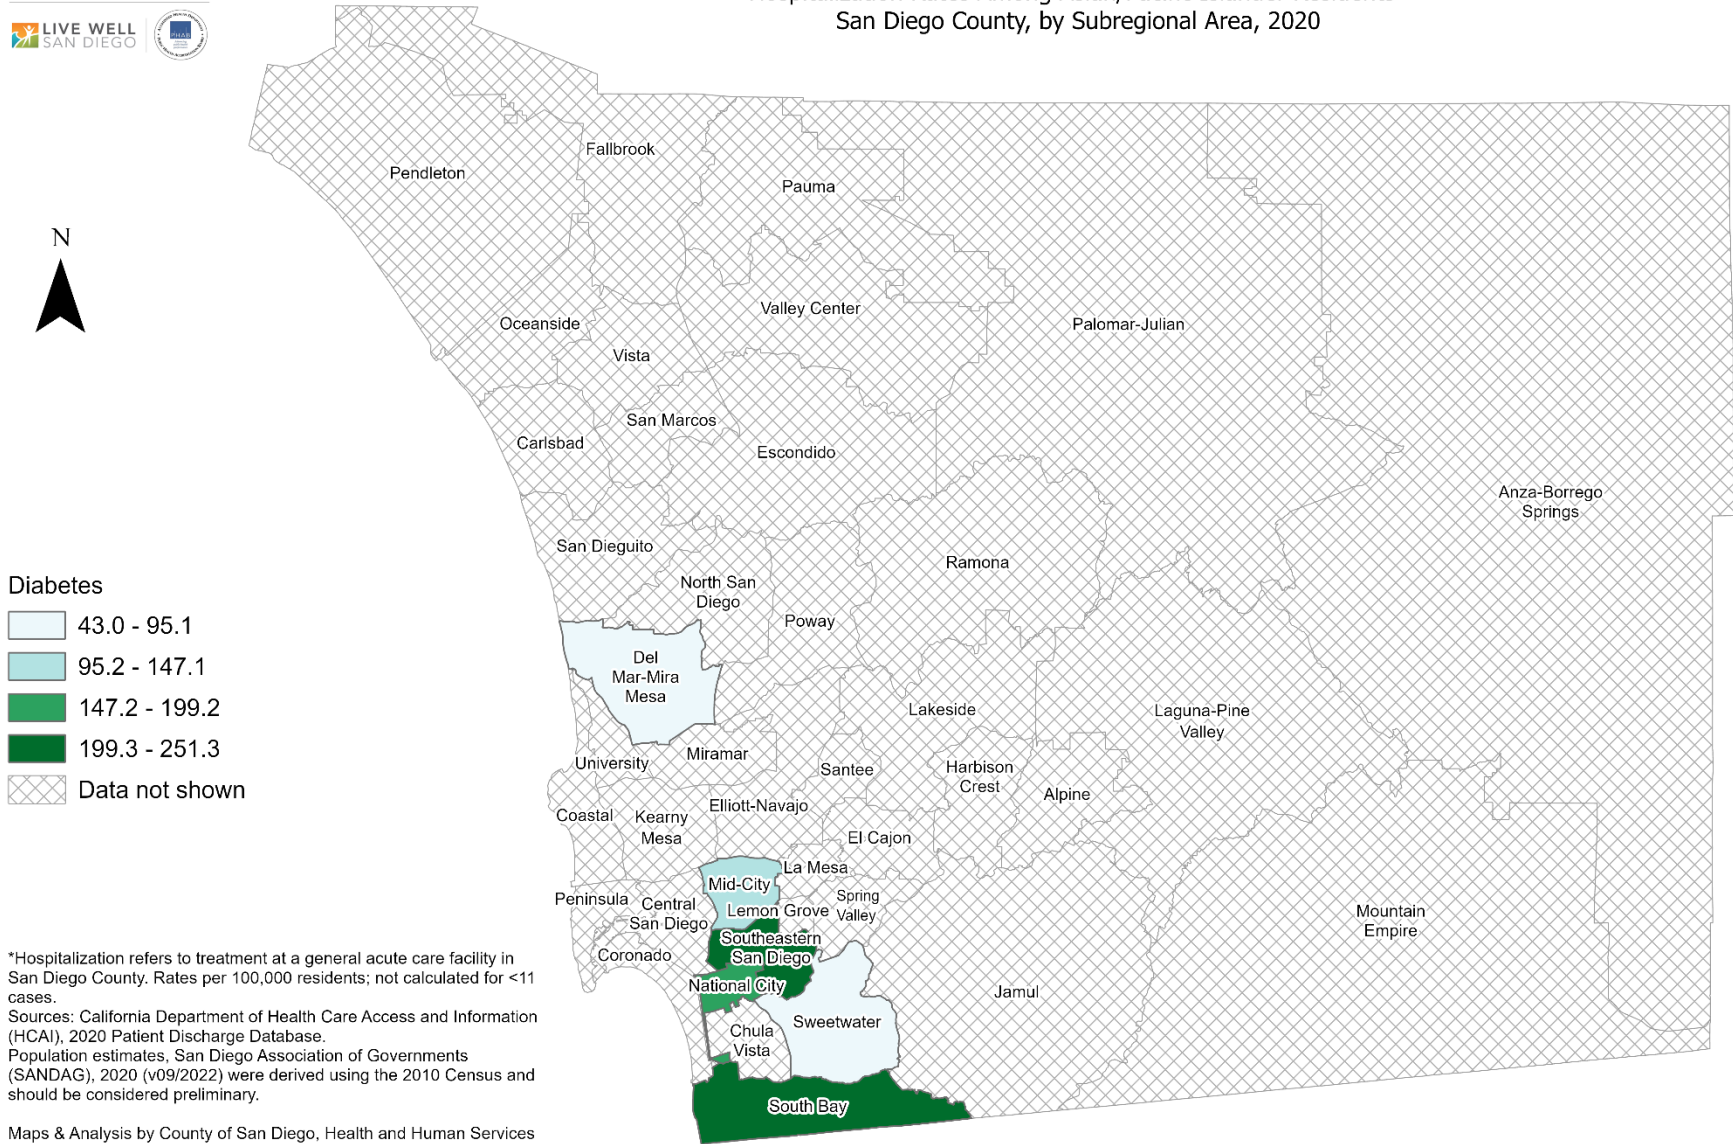 San Diego County, by Subregional Area, 2020
LIVE WELL
SAN DIEGO
PHAB
N
Fallbrook
Pendleton
Pauma
Valley Center
Oceanside
Palomar-Julian
Vista
San Marcos
Carlsbad
Escondido
Anza-Borrego
Springs
San Dieguito
Ramona
North San
Diego
Poway
Del
Mar-Mira
Mesa
Lakeside
Laguna-Pine
Valley
University
Miramar
Santee
Harbison
Crest
Alpine
Coastal
Kearny
Mesa
Elliott-Navajo
El Cajon
La Mesa
Mid-City
Peninsula
Central
San Diego
Lemon Grove
Spring
Valley
Mountain
Empire
Southeastern
San Diego
Coronado
National City
Jamul
Sweetwater
Chula
Vista
South Bay
Diabetes
43.0 - 95.1
95.2 - 147.1
147.2 - 199.2
199.3 - 251.3
Data not shown
*Hospitalization refers to treatment at a general acute care facility in
San Diego County. Rates per 100,000 residents; not calculated for <11
cases.
Sources: California Department of Health Care Access and Information
(HCAI), 2020 Patient Discharge Database.
Population estimates, San Diego Association of Governments
(SANDAG), 2020 (v09/2022) were derived using the 2010 Census and
should be considered preliminary.
Maps & Analysis by County of San Diego, Health and Human Services